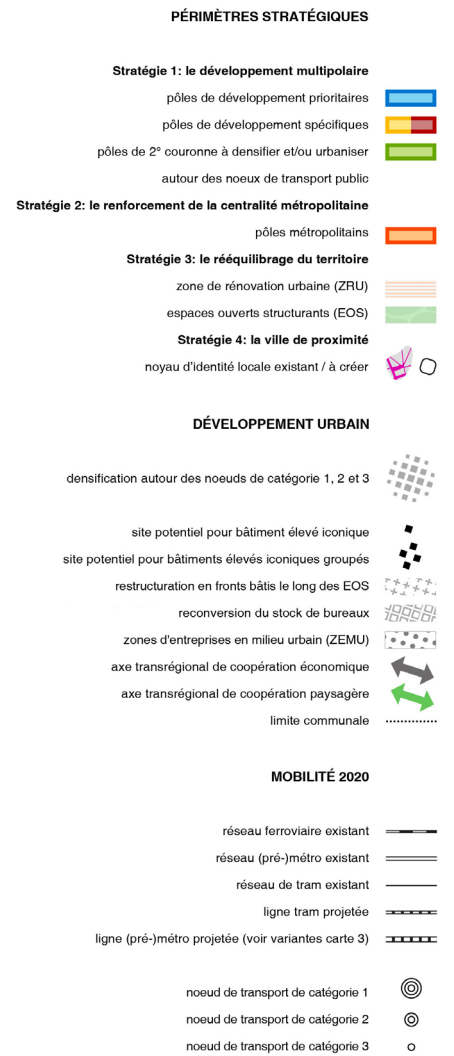 PÉRIMÈTRES STRATÉGIQUES
Stratégie 1: le développement multipolaire
pôles de développement prioritaires
pôles de développement spécifiques
pôles de 2° couronne à densifier et/ou urbaniser
autour des noeux de transport public
Stratégie 2: le renforcement de la centralité métropolitaine
pôles métropolitains
Stratégie 3: le rééquilibrage du territoire
zone de rénovation urbaine (ZRU)
espaces ouverts structurants (EOS)
Stratégie 4: la ville de proximité
noyau d'identité locale existant / à créer
DÉVELOPPEMENT URBAIN
densification autour des noeuds de catégorie 1, 2 et 3
site potentiel pour bâtiment élevé iconique
site potentiel pour bâtiments élevés iconiques groupés
restructuration en fronts bâtis le long des EOS
reconversion du stock de bureaux
zones d'entreprises en milieu urbain (ZEMU)
axe transrégional de coopération économique
axe transrégional de coopération paysagère
limite communale
MOBILITÉ 2020
réseau ferroviaire existant
réseau (pré-)métro existant
réseau de tram existant
ligne tram projetée
ligne (pré-)métro projetée (voir variantes carte 3)
noeud de transport de catégorie 1
noeud de transport de catégorie 2
noeud de transport de catégorie 3